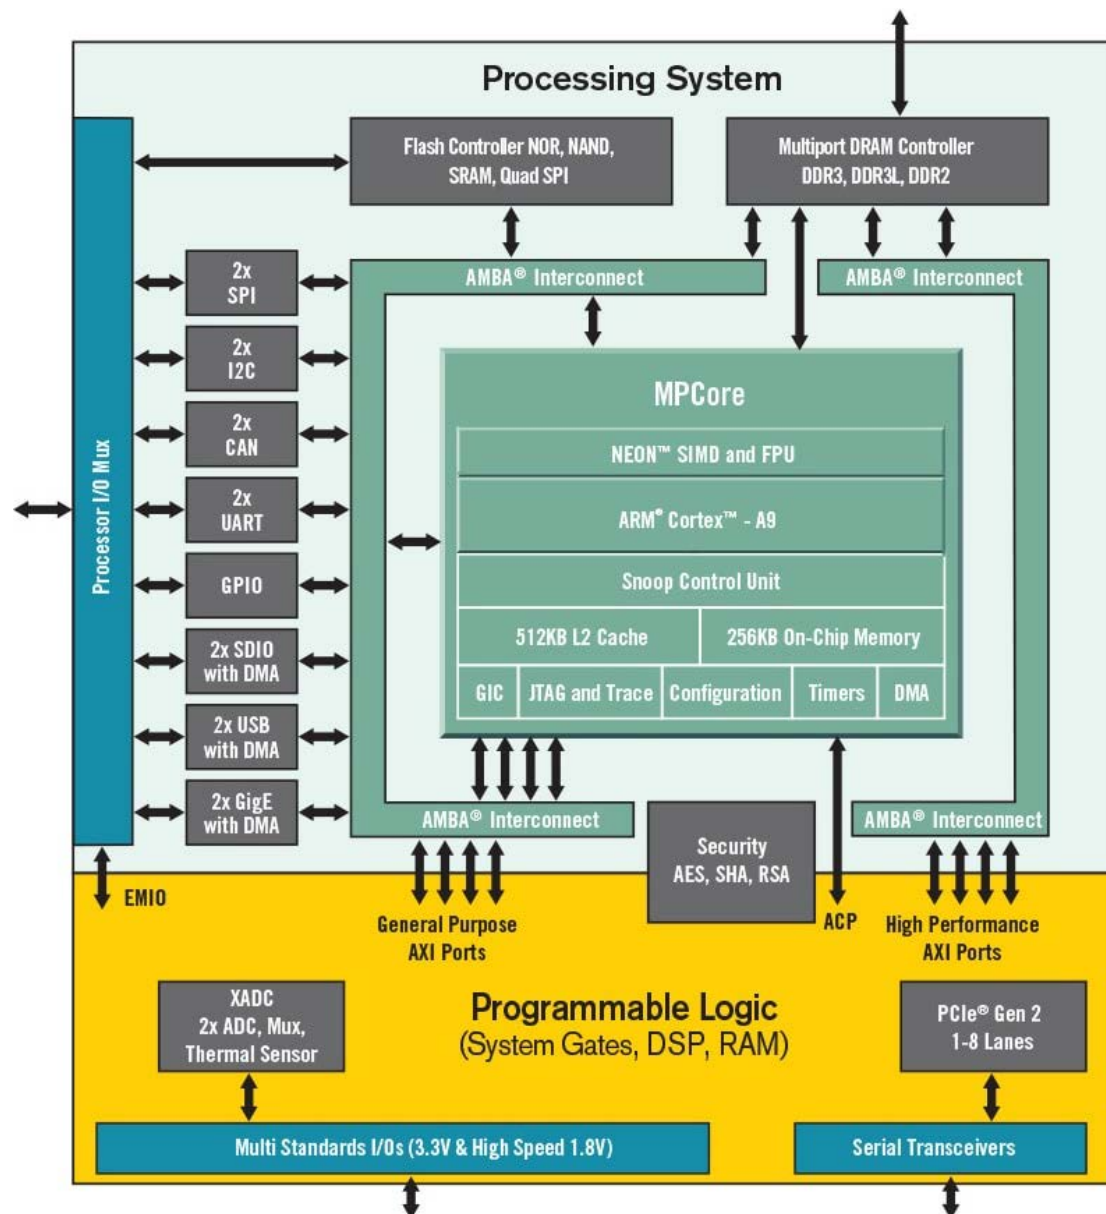 Processing System
Flash Controller NOR, NAND,
SRAM, Quad SPI
Multiport DRAM Controller
DDR3, DDR3L, DDR2
Processor I/O Mux
2x
SPI
2x
I2C
2x
CAN
2x
UART
GPIO
2x SDIO
with DMA
2x USB
with DMA
2x GigE
with DMA
AMBA® Interconnect
AMBA® Interconnect
MPCore
NEON™ SIMD and FPU
ARM® Cortex™ - A9
Snoop Control Unit
512KB L2 Cache
256KB On-Chip Memory
GIC
JTAG and Trace
Configuration
Timers
DMA
AMBA® Interconnect
AMBA® Interconnect
Security
AES, SHA, RSA
EMIO
General Purpose
AXI Ports
ACP
High Performance
AXI Ports
XADC
2x ADC, Mux,
Thermal Sensor
Programmable Logic
(System Gates, DSP, RAM)
PCIe® Gen 2
1-8 Lanes
Multi Standards I/Os (3.3V & High Speed 1.8V)
Serial Transceivers